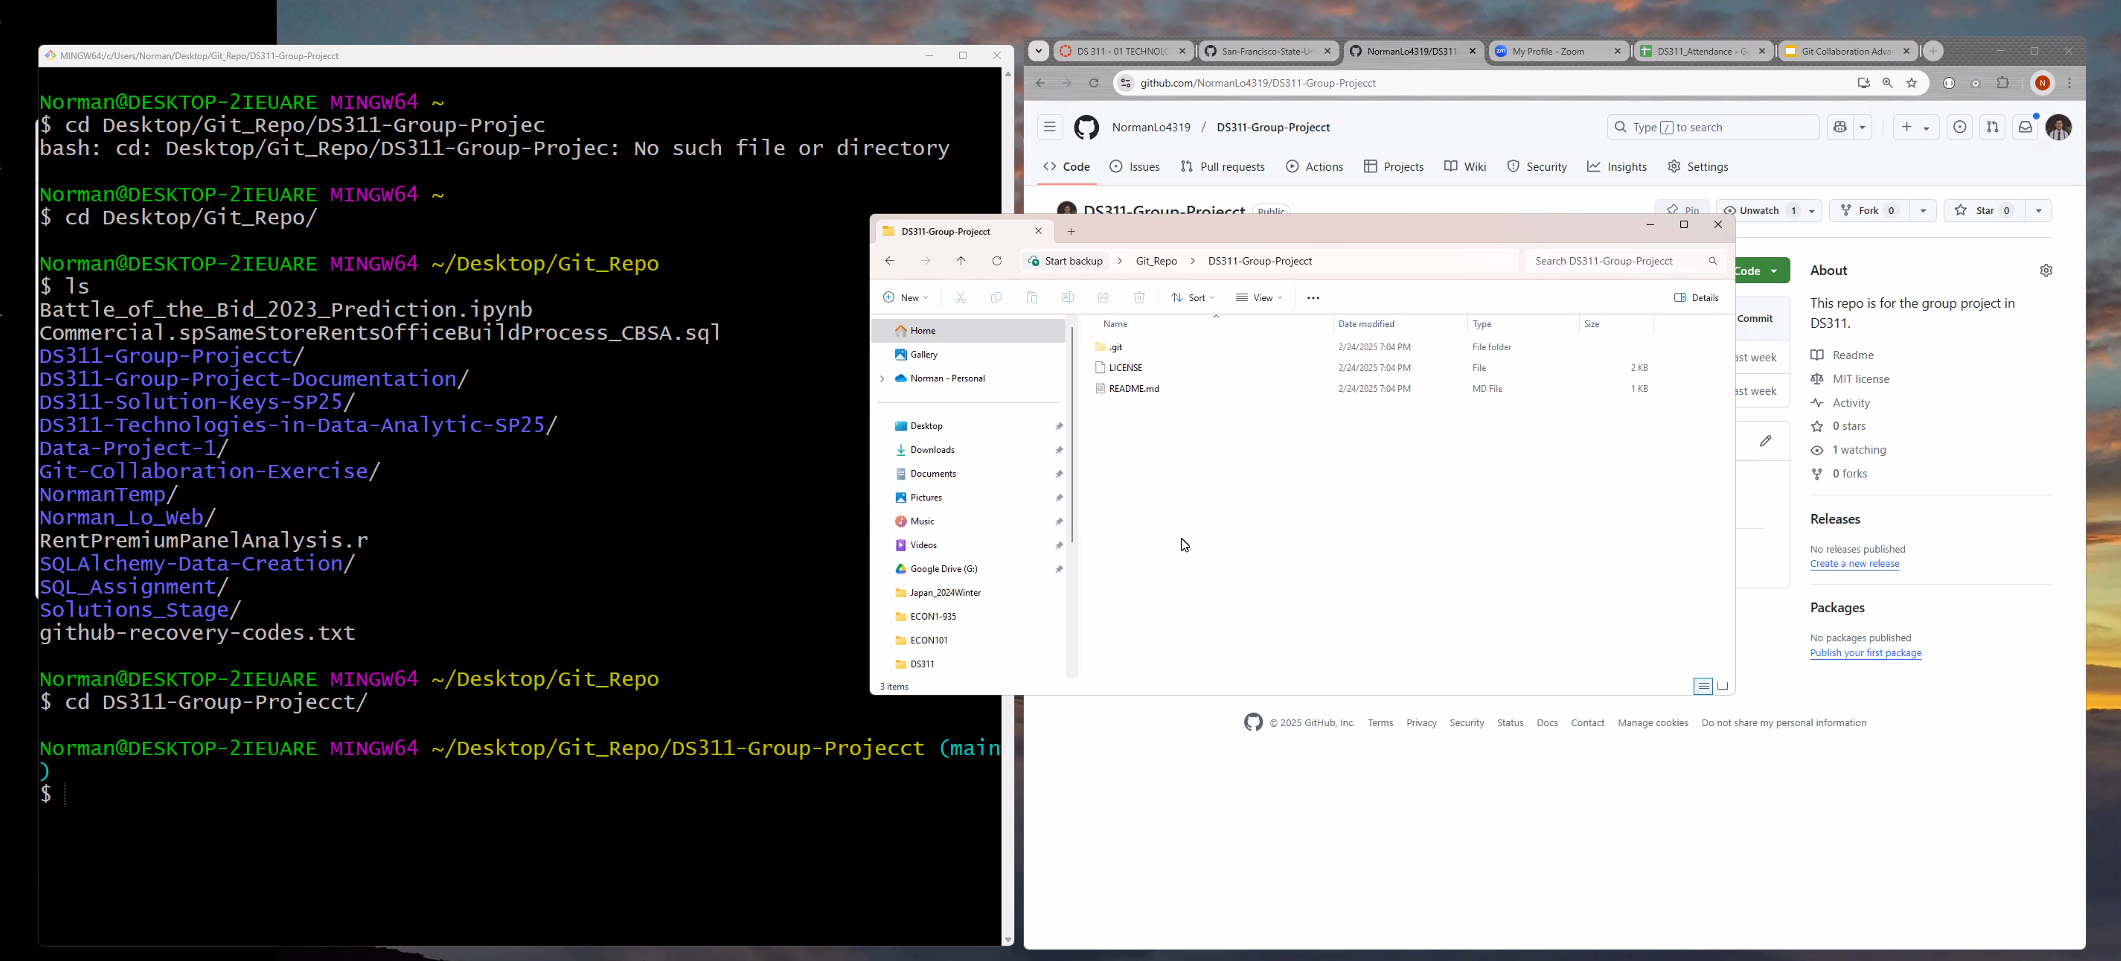 MINGW64:/c/Users/Norman/Desktop/Git_Repo/DS311-Group-Projecct
Norman@DESKTOP-2IEUARE MINGW64 ~
$ cd Desktop/Git_Repo/DS311-Group-Projec
bash: cd: Desktop/Git_Repo/DS311-Group-Projec: No such file or directory
Norman@DESKTOP-2IEUARE MINGW64 ~
$ cd Desktop/Git_Repo/
Norman@DESKTOP-2IEUARE MINGW64 ~/Desktop/Git_Repo
$ ls
Battle_of_the_Bid_2023_Prediction.ipynb
Commercial.spSameStoreRentsOfficeBuildProcess_CBSA.sql
DS311-Group-Projecct/
DS311-Group-Project-Documentation/
DS311-Solution-Keys-SP25/
DS311-Technologies-in-Data-Analytic-SP25/
Data-Project-1/
Git-Collaboration-Exercise/
NormanTemp/
Norman_Lo_Web/
RentPremiumPanelAnalysis.r
SQLAlchemy-Data-Creation/
SQL_Assignment/
Solutions_Stage/
github-recovery-codes.txt
Norman@DESKTOP-2IEUARE MINGW64 ~/Desktop/Git_Repo
$ cd DS311-Group-Projecct/
Norman@DESKTOP-2IEUARE MINGW64 ~/Desktop/Git_Repo/DS311-Group-Projecct (main
)
$
DS 311 - 01 TECHNOLO San-Francisco-State-Un NormanLo4319/DS311 My Profile - Zoom DS311_Attendance - G Git Collaboration Adva
github.com/NormanLo4319/DS311-Group-Projecct N
NormanLo4319 / DS311-Group-Projecct Type / to search
Code Issues Pull requests Actions Projects Wiki Security Insights Settings
DS311-Group-Projecct Public Pin Unwatch 1 Fork 0 Star 0
DS311-Group-Projecct
Start backup Git_Repo DS311-Group-Projecct Search DS311-Group-Projecct
New Sort View Details
Home
Gallery
Norman - Personal
Desktop
Downloads
Documents
Pictures
Music
Videos
Google Drive (G:)
Japan_2024Winter
ECON1-935
ECON101
DS311
Name Date modified Type Size
.git 2/24/2025 7:04 PM File folder
LICENSE 2/24/2025 7:04 PM File 2 KB
README.md 2/24/2025 7:04 PM MD File 1 KB
3 items
Code
Commit
ast week
ast week
About
This repo is for the group project in
DS311.
Readme
MIT license
Activity
0 stars
1 watching
0 forks
Releases
No releases published
Create a new release
Packages
No packages published
Publish your first package
© 2025 GitHub, Inc. Terms Privacy Security Status Docs Contact Manage cookies Do not share my personal information